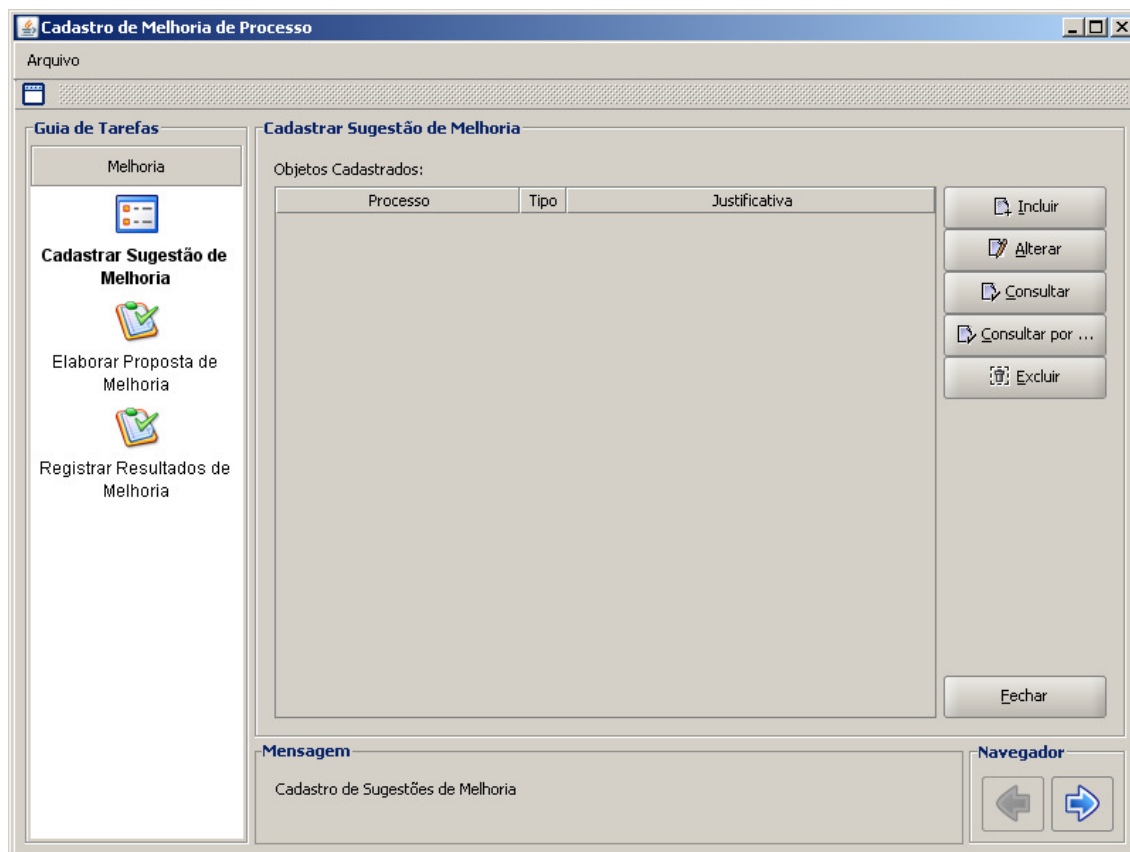 Cadastro de Melhoria de Processo
Arquivo
Guia de Tarefas
Melhoria
Cadastrar Sugestão de
Melhoria
Elaborar Proposta de
Melhoria
Registrar Resultados de
Melhoria
Cadastrar Sugestão de Melhoria
Objetos Cadastrados:
Processo Tipo Justificativa
Incluir
Alterar
Consultar
Consultar por ...
Excluir
Fechar
Mensagem
Cadastro de Sugestões de Melhoria
Navegador